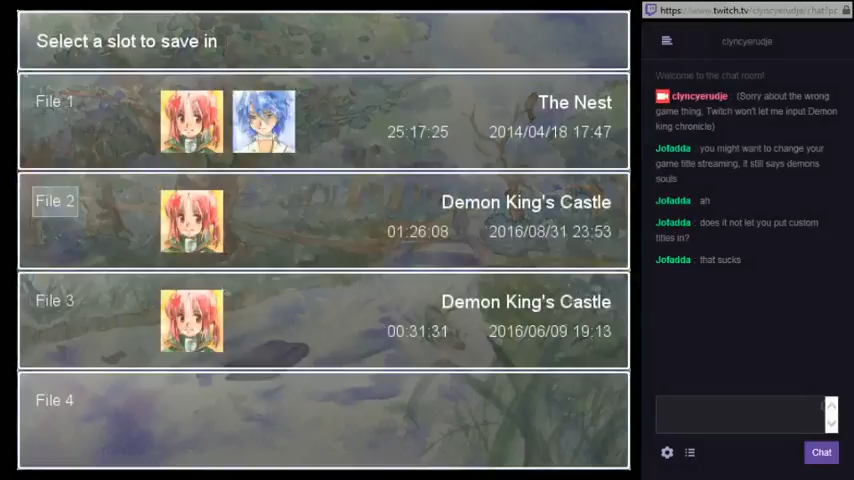 Select a slot to save in
File 1
The Nest
25:17:25 2014/04/18 17:47
File 2
Demon King's Castle
01:26:08 2016/08/31 23:53
File 3
Demon King's Castle
00:31:31 2016/06/09 19:13
File 4
https://www.twitch.tv/clyncyerudje/chat?pc
clyncyerudje
Welcome to the chat room!
clyncyerudje: (Sorry about the wrong
game thing, Twitch won't let me input Demon
king chronicle)
Jofadda: you might want to change your
game title streaming, it still says demons
souls
Jofadda: ah
Jofadda: does it not let you put custom
titles in?
Jofadda: that sucks
Chat